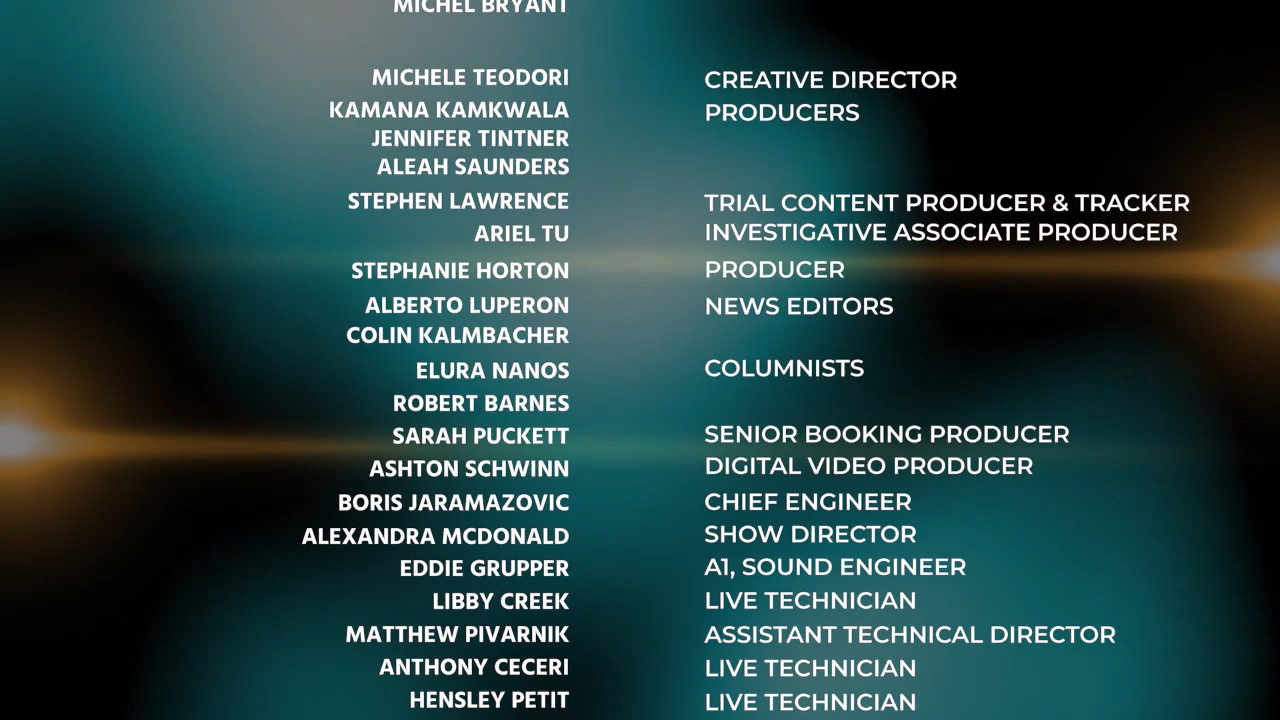 MICHEL BRYANT
MICHELE TEODORI CREATIVE DIRECTOR
KAMANA KAMKWALA PRODUCERS
JENNIFER TINTNER
ALEAH SAUNDERS
STEPHEN LAWRENCE TRIAL CONTENT PRODUCER & TRACKER
ARIEL TU INVESTIGATIVE ASSOCIATE PRODUCER
STEPHANIE HORTON PRODUCER
ALBERTO LUPERON NEWS EDITORS
COLIN KALMBACHER
ELURA NANOS COLUMNISTS
ROBERT BARNES
SARAH PUCKETT SENIOR BOOKING PRODUCER
ASHTON SCHWINN DIGITAL VIDEO PRODUCER
BORIS JARAMAZOVIC CHIEF ENGINEER
ALEXANDRA MCDONALD SHOW DIRECTOR
EDDIE GRUPPER A1, SOUND ENGINEER
LIBBY CREEK LIVE TECHNICIAN
MATTHEW PIVARNIK ASSISTANT TECHNICAL DIRECTOR
ANTHONY CECERI LIVE TECHNICIAN
HENSLEY PETIT LIVE TECHNICIAN